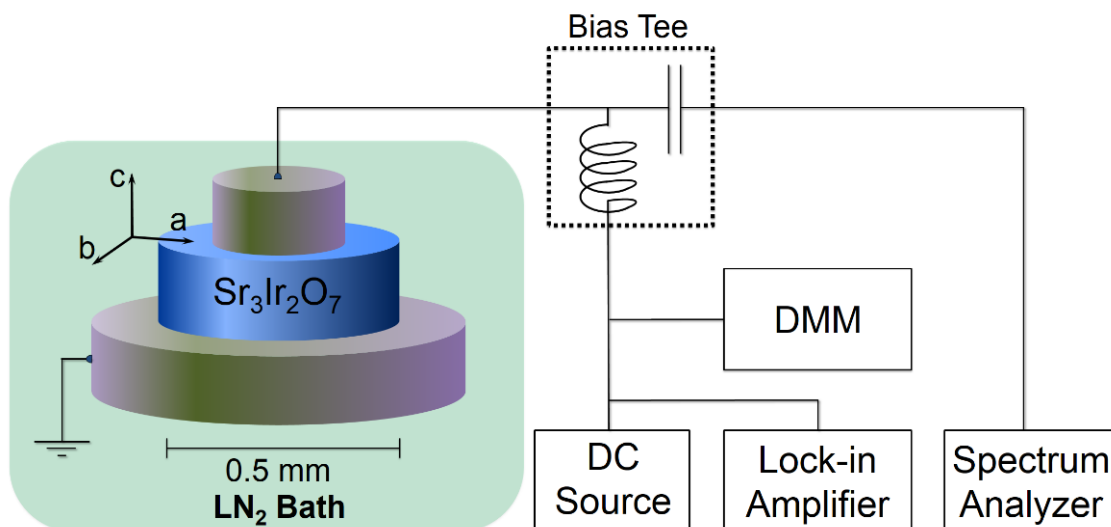 Bias Tee
c
a
b
Sr₃Ir₂O₇
DMM
0.5 mm
LN₂ Bath
DC
Source
Lock-in
Amplifier
Spectrum
Analyzer